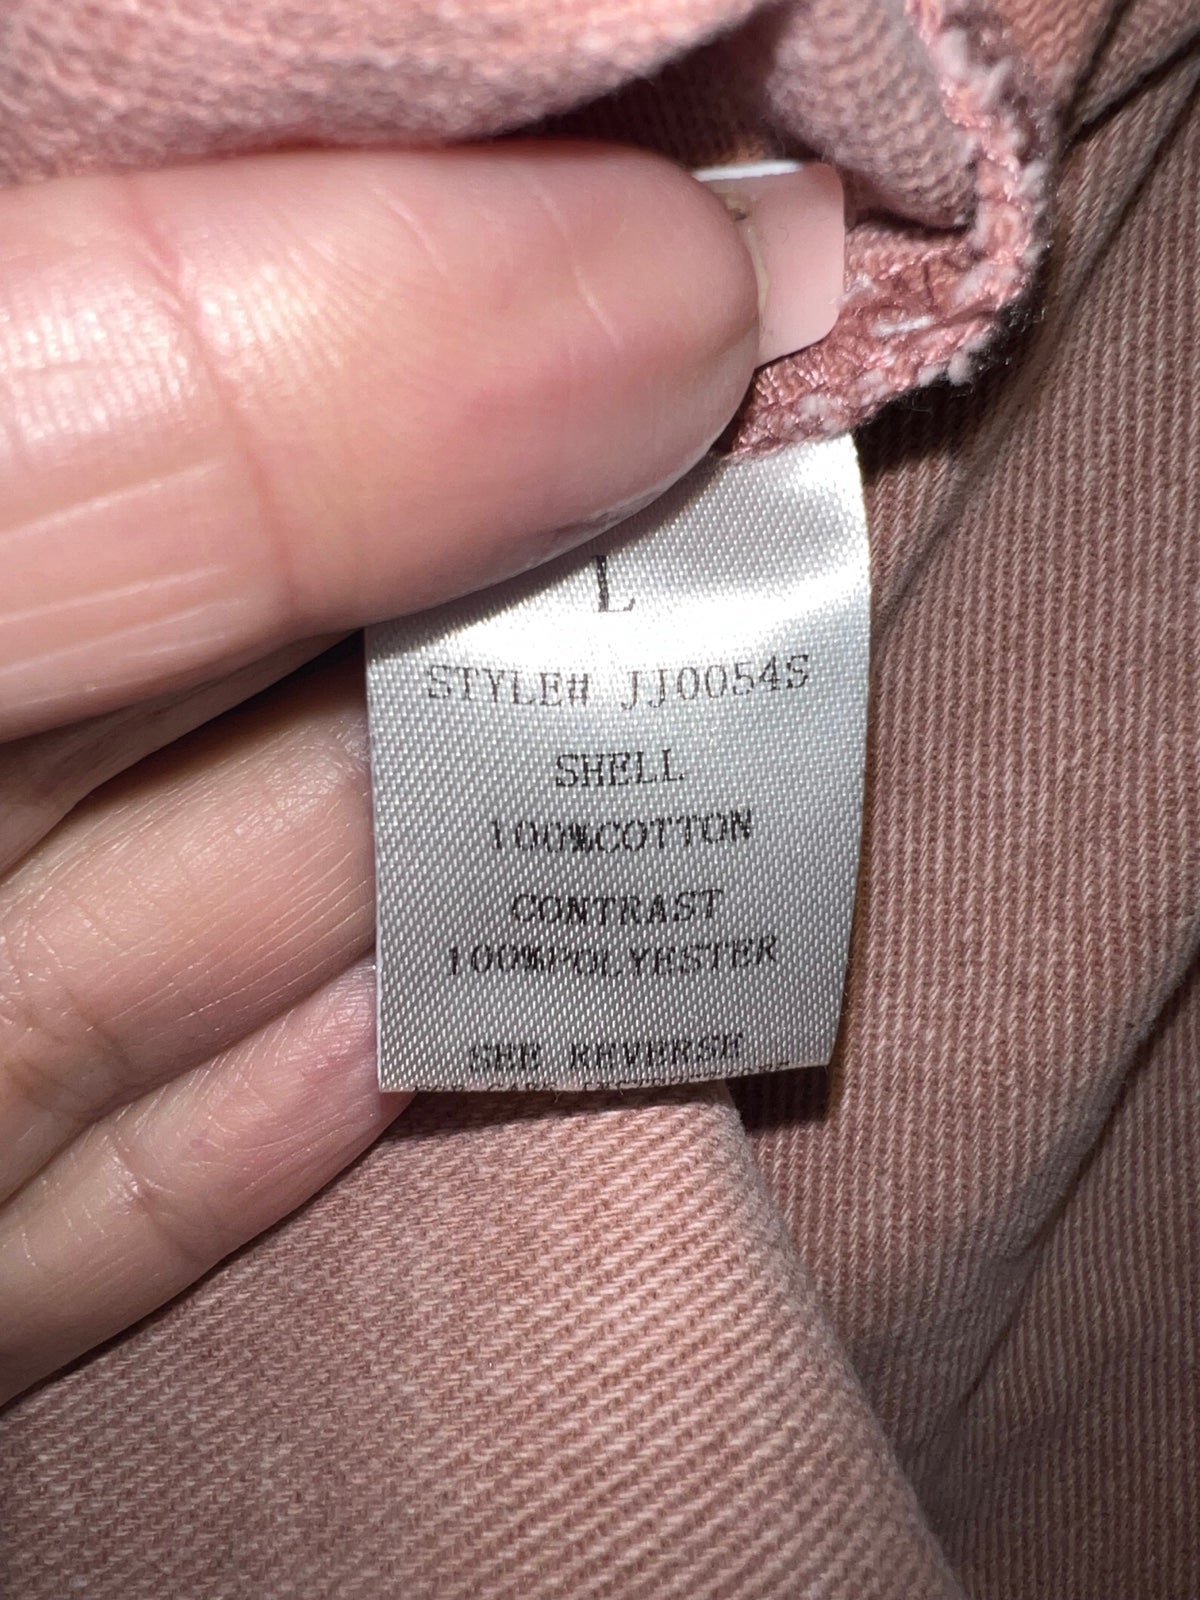 L
STYLE# JJ0054S
SHELL
100%COTTON
CONTRAST
100%POLYESTER
SEE REVERSE